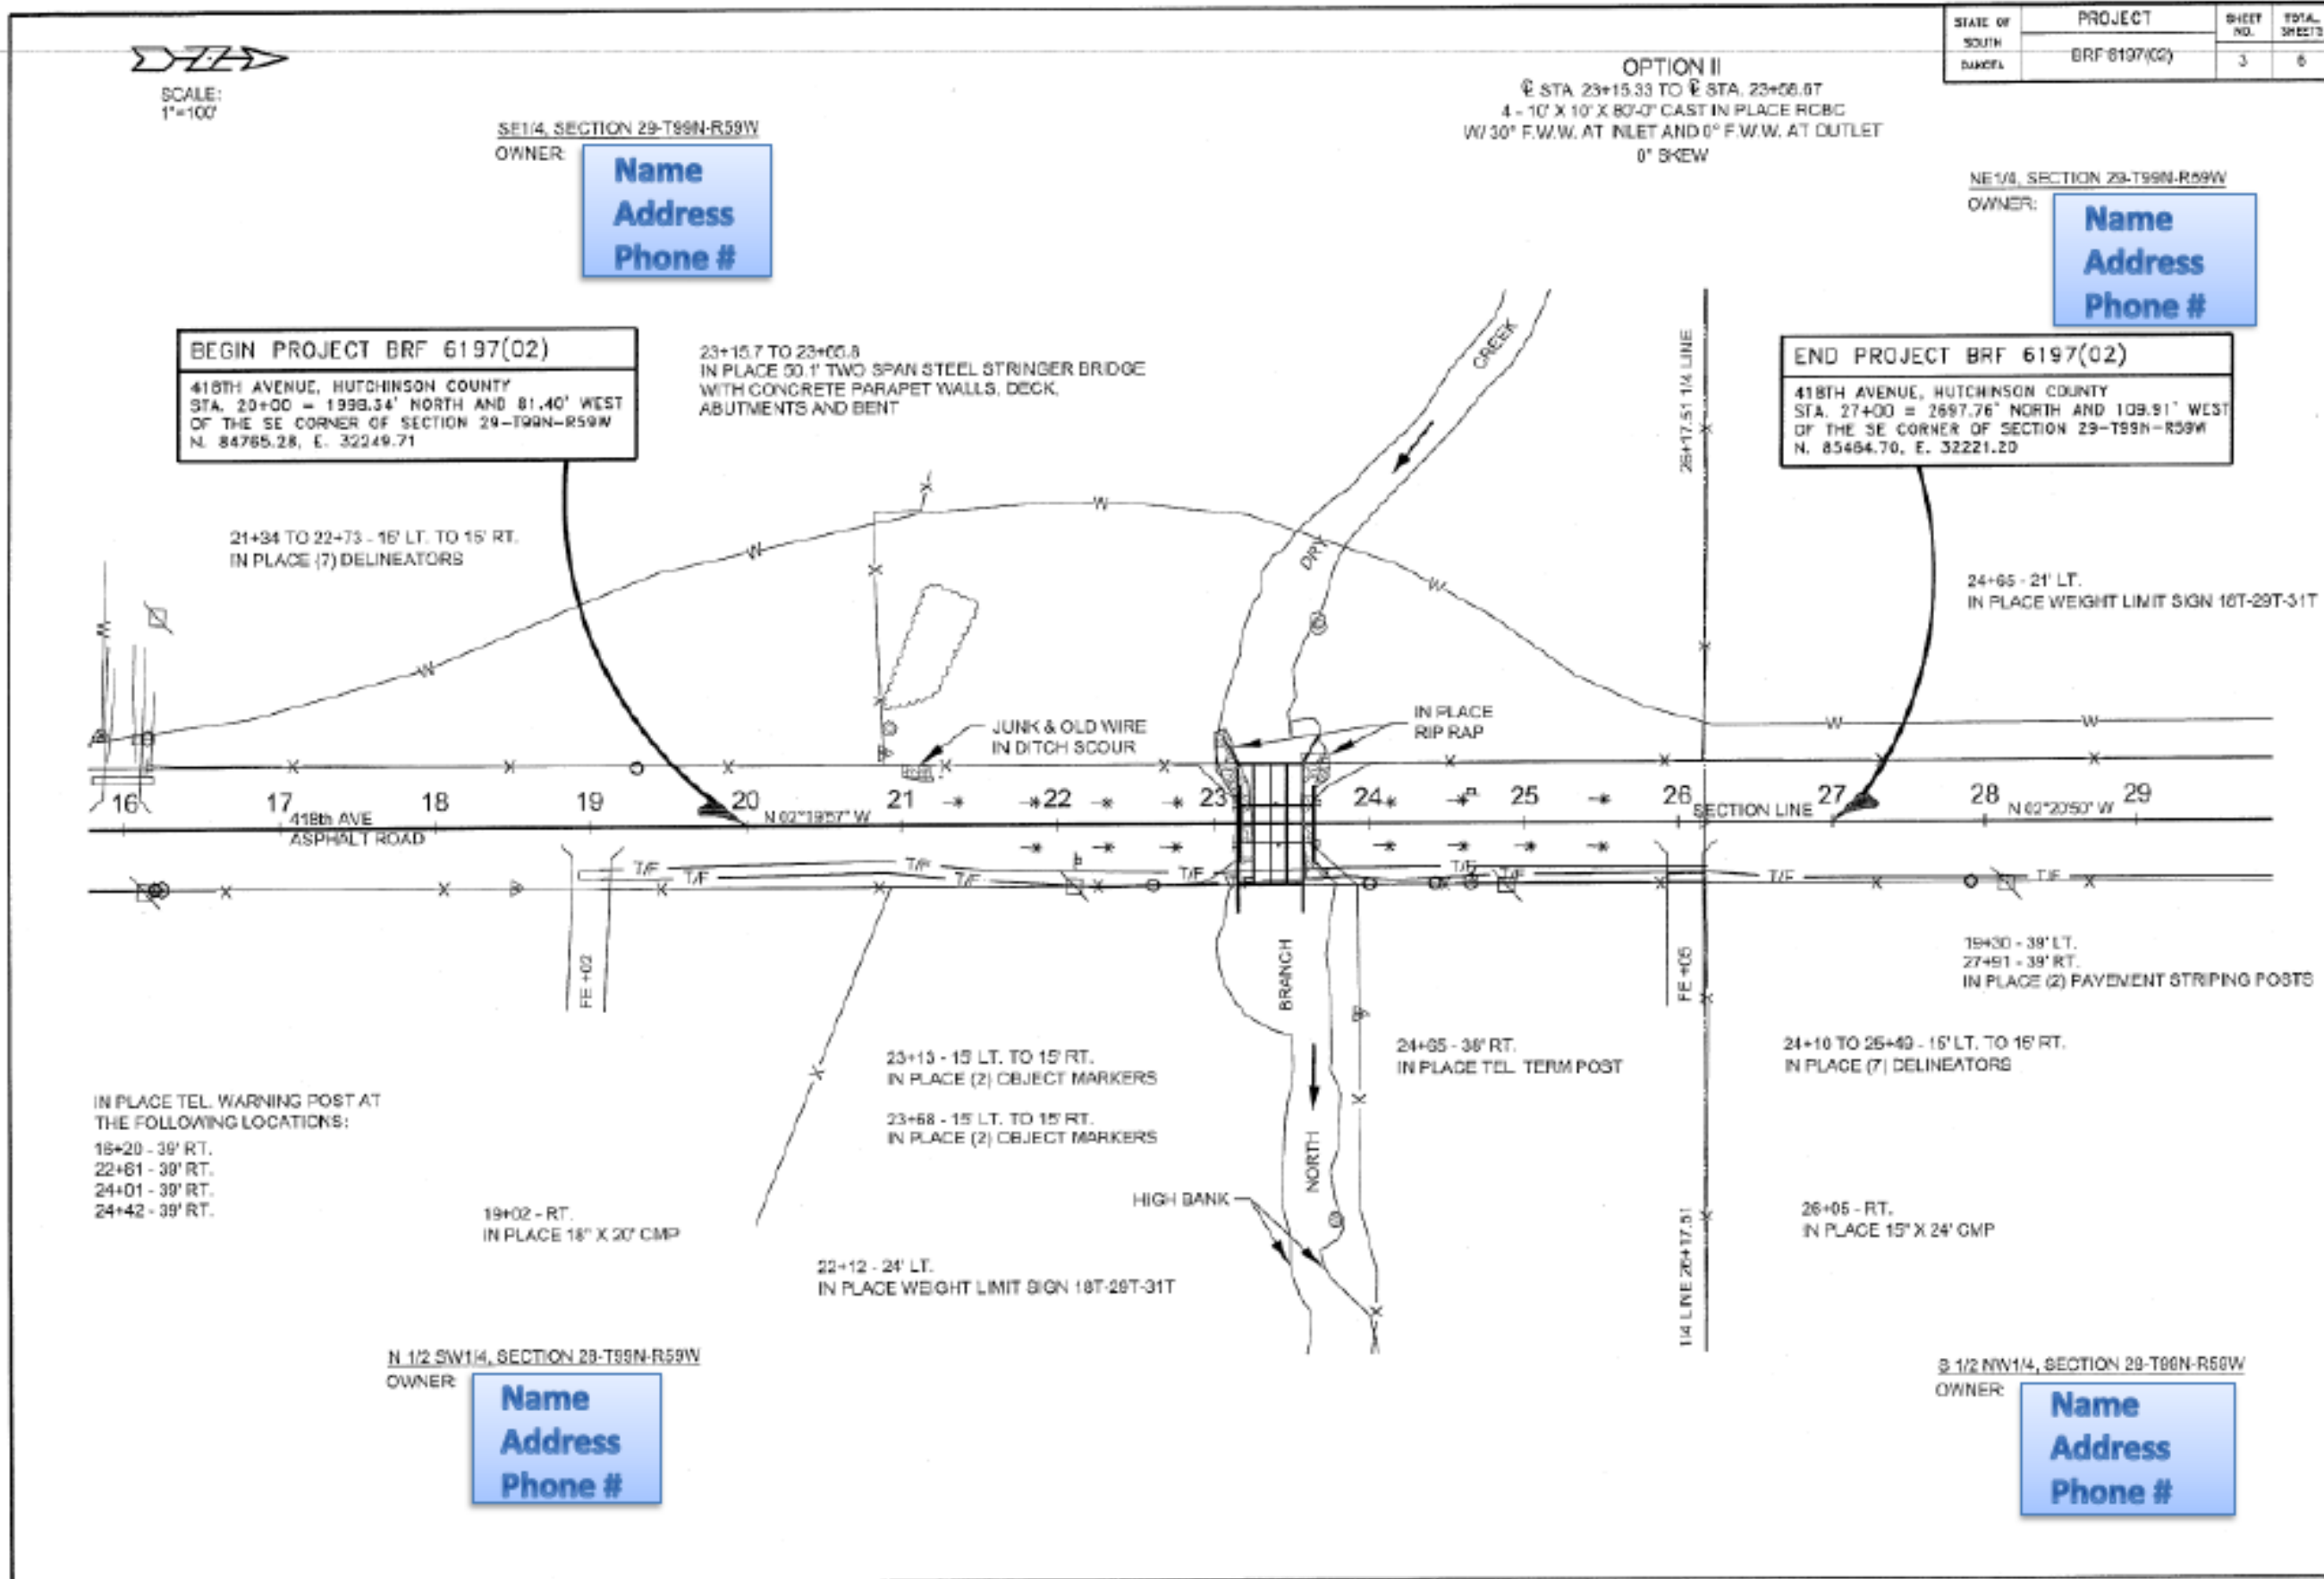 STATE OF SOUTH DAKOTA
PROJECT
BRF 6197(02)
SHEET NO.
3
TOTAL SHEETS
6
SCALE:
1"=100'
OPTION II
℄ STA. 23+15.33 TO ℄ STA. 23+58.67
4 - 10' X 10' X 80'-0" CAST IN PLACE RCBC
W/ 30° F.W.W. AT INLET AND 0° F.W.W. AT OUTLET
0° SKEW
SE1/4, SECTION 29-T99N-R59W
OWNER:
Name
Address
Phone #
NE1/4, SECTION 29-T99N-R59W
OWNER:
Name
Address
Phone #
BEGIN PROJECT BRF 6197(02)
418TH AVENUE, HUTCHINSON COUNTY
STA. 20+00 = 1998.34' NORTH AND 81.40' WEST
OF THE SE CORNER OF SECTION 29-T99N-R59W
N. 84765.28, E. 32249.71
23+15.7 TO 23+65.8
IN PLACE 50.1' TWO SPAN STEEL STRINGER BRIDGE
WITH CONCRETE PARAPET WALLS, DECK,
ABUTMENTS AND BENT
CREEK
DRY
26+17.51 1/4 LINE
END PROJECT BRF 6197(02)
418TH AVENUE, HUTCHINSON COUNTY
STA. 27+00 = 2697.76' NORTH AND 109.91' WEST
OF THE SE CORNER OF SECTION 29-T99N-R59W
N. 85464.70, E. 32221.20
21+34 TO 22+73 - 15' LT. TO 15' RT.
IN PLACE (7) DELINEATORS
24+65 - 21' LT.
IN PLACE WEIGHT LIMIT SIGN 18T-29T-31T
W W W W W W W
JUNK & OLD WIRE
IN DITCH SCOUR
IN PLACE
RIP RAP
16 17 18 19 20 21 22 23 24 25 26 27 28 29
418th AVE
ASPHALT ROAD
N 02°19'57" W
SECTION LINE
N 02°20'50" W
T/F T/F T/F T/F T/F T/F T/F T/F T/F
FE +02
BRANCH
FE +05
19+30 - 39' LT.
27+91 - 39' RT.
IN PLACE (2) PAVEMENT STRIPING POSTS
23+13 - 15' LT. TO 15' RT.
IN PLACE (2) OBJECT MARKERS
24+65 - 38' RT.
IN PLACE TEL. TERM POST
24+10 TO 25+49 - 15' LT. TO 15' RT.
IN PLACE (7) DELINEATORS
IN PLACE TEL. WARNING POST AT
THE FOLLOWING LOCATIONS:
16+20 - 39' RT.
22+61 - 39' RT.
24+01 - 39' RT.
24+42 - 39' RT.
23+68 - 15' LT. TO 15' RT.
IN PLACE (2) OBJECT MARKERS
NORTH
HIGH BANK
19+02 - RT.
IN PLACE 18" X 20' CMP
26+05 - RT.
IN PLACE 15" X 24' CMP
22+12 - 24' LT.
IN PLACE WEIGHT LIMIT SIGN 18T-29T-31T
1/4 LINE 26+17.51
N 1/2 SW1/4, SECTION 28-T99N-R59W
OWNER:
Name
Address
Phone #
S 1/2 NW1/4, SECTION 28-T99N-R59W
OWNER:
Name
Address
Phone #